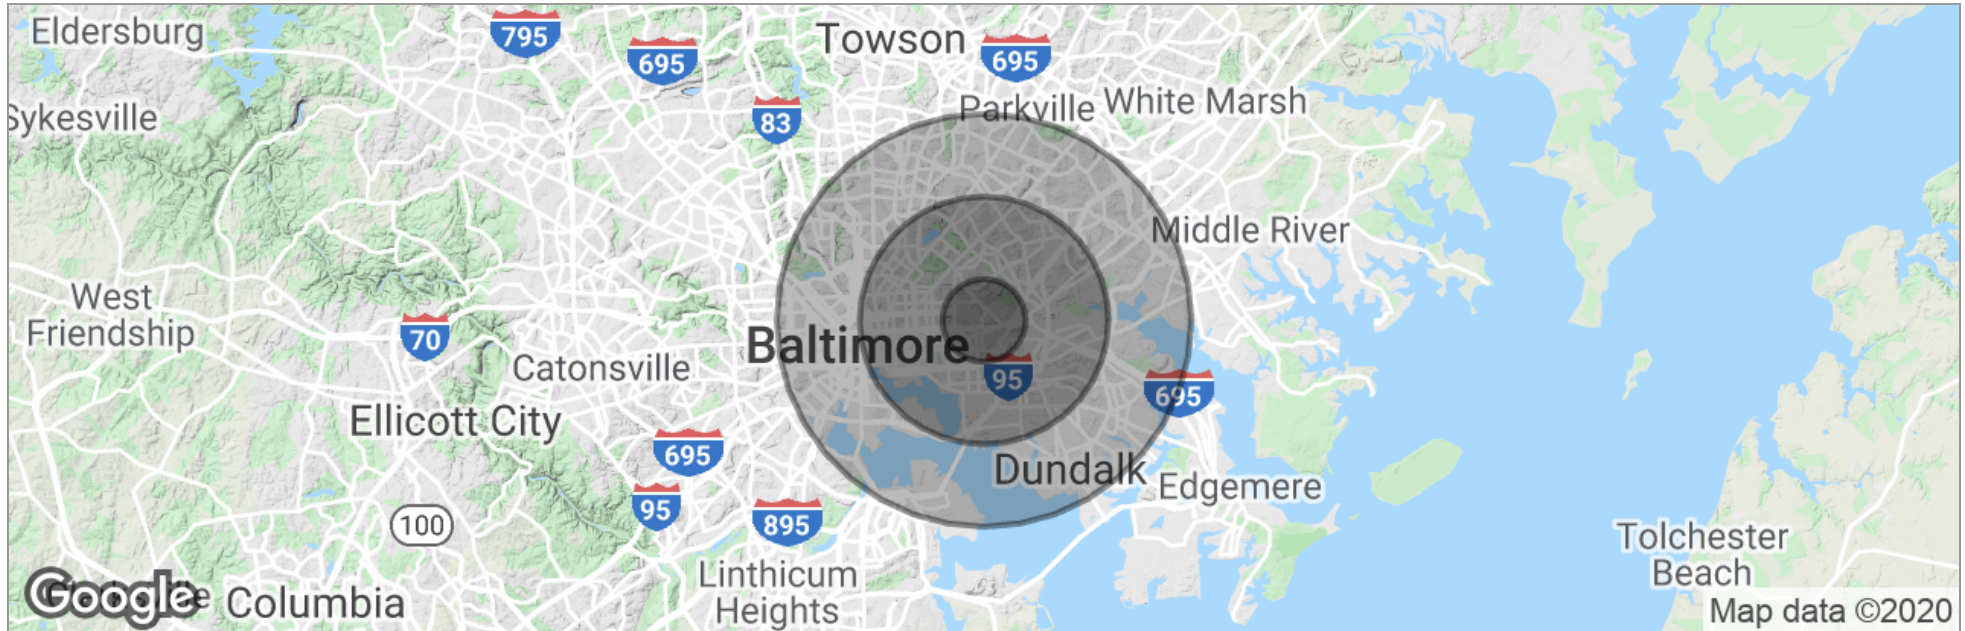 Eldersburg
795
695
Towson
695
Sykesville
83
Parkville
White Marsh
Middle River
West
Friendship
70
Catonsville
Baltimore
95
695
Ellicott City
695
Dundalk
Edgemere
95
895
100
Linthicum
Heights
Tolchester
Beach
Google
Columbia
Map data ©2020